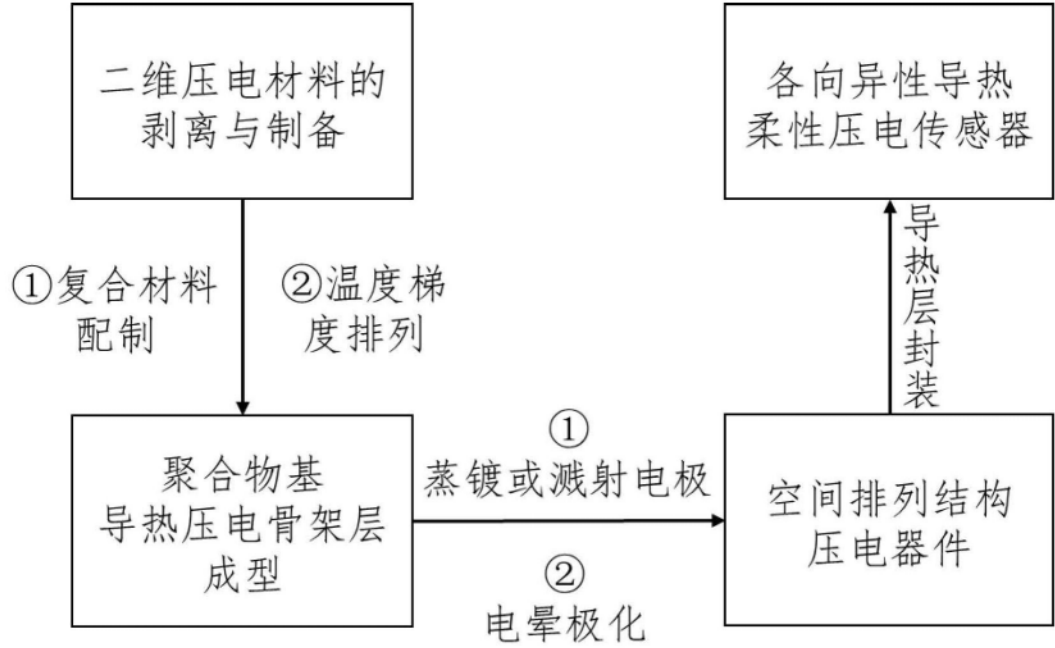 二维压电材料的
剥离与制备
①复合材料
配制
②温度梯
度排列
聚合物基
导热压电骨架层
成型
①
蒸镀或溅射电极
②
电晕极化
空间排列结构
压电器件
导热层封装
各向异性导热
柔性压电传感器